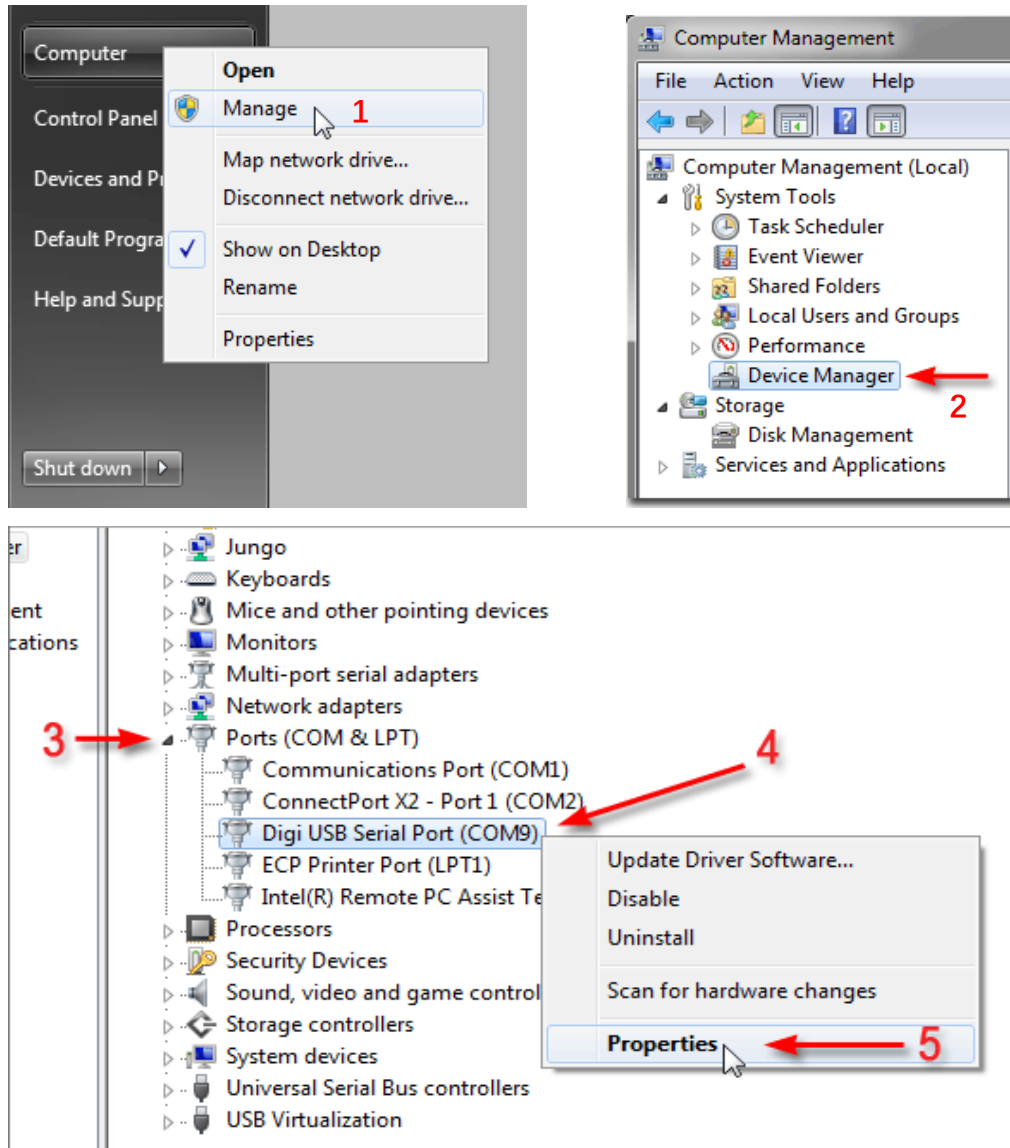 Computer
Open
Manage 1
Control Panel
Map network drive...
Devices and Pr
Disconnect network drive...
Default Progra
Show on Desktop
Rename
Help and Supp
Properties
Shut down
Computer Management
File Action View Help
Computer Management (Local)
System Tools
Task Scheduler
Event Viewer
Shared Folders
Local Users and Groups
Performance
Device Manager
2
Storage
Disk Management
Services and Applications
er
ent
cations
Jungo
Keyboards
Mice and other pointing devices
Monitors
Multi-port serial adapters
Network adapters
3 Ports (COM & LPT)
4
Communications Port (COM1)
ConnectPort X2 - Port 1 (COM2)
Digi USB Serial Port (COM9)
ECP Printer Port (LPT1)
Intel(R) Remote PC Assist Te
Processors
Security Devices
Sound, video and game control
Storage controllers
System devices
Universal Serial Bus controllers
USB Virtualization
Update Driver Software...
Disable
Uninstall
Scan for hardware changes
Properties 5